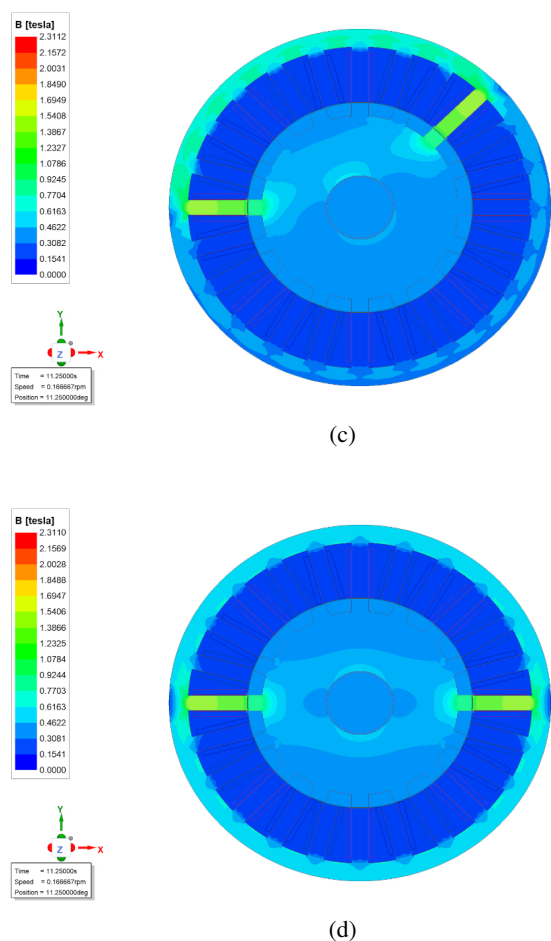 B [tesla]
2.3112
2.1572
2.0031
1.8490
1.6949
1.5408
1.3867
1.2327
1.0786
0.9245
0.7704
0.6163
0.4622
0.3082
0.1541
0.0000
Y
Z
X
Time = 11.25000s
Speed = 0.166667rpm
Position = 11.250000deg
(c)
B [tesla]
2.3110
2.1569
2.0028
1.8488
1.6947
1.5406
1.3866
1.2325
1.0784
0.9244
0.7703
0.6163
0.4622
0.3081
0.1541
0.0000
Y
Z
X
Time = 11.25000s
Speed = 0.166667rpm
Position = 11.250000deg
(d)